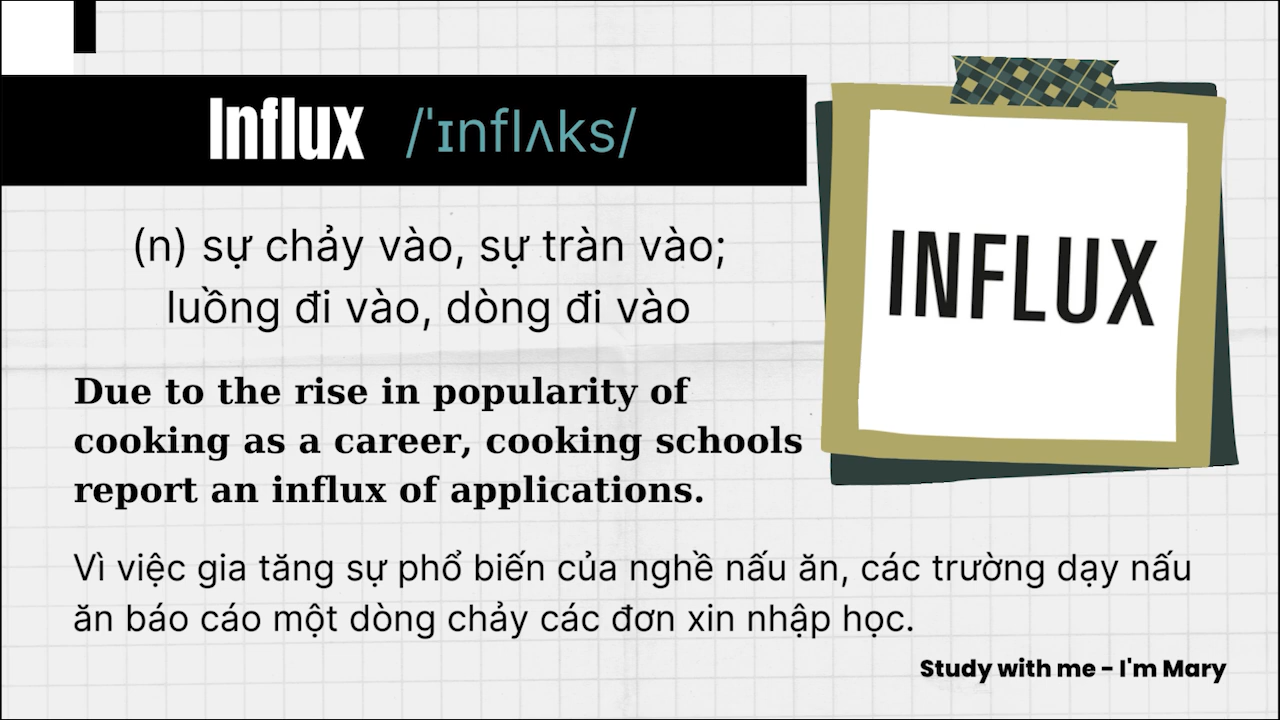 Influx /ˈɪnflʌks/
(n) sự chảy vào, sự tràn vào;
luồng đi vào, dòng đi vào
INFLUX
Due to the rise in popularity of
cooking as a career, cooking schools
report an influx of applications.
Vì việc gia tăng sự phổ biến của nghề nấu ăn, các trường dạy nấu
ăn báo cáo một dòng chảy các đơn xin nhập học.
Study with me - I'm Mary